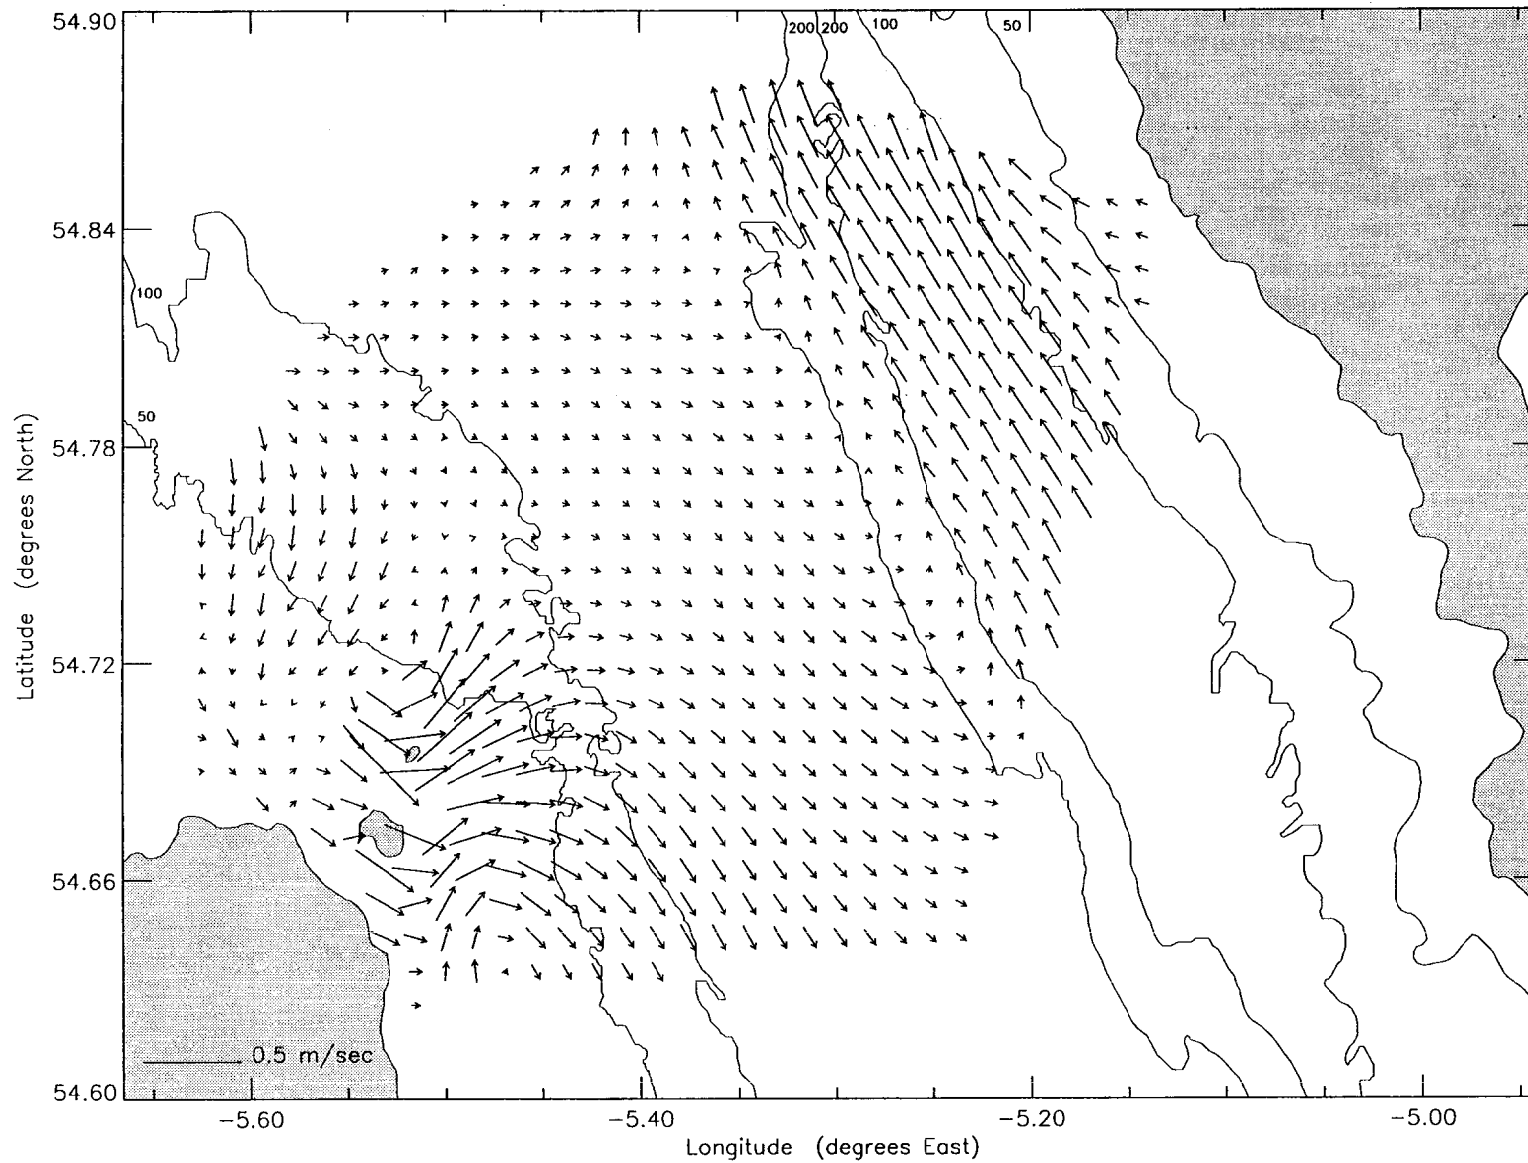 54.90
200 200 100 50
54.84
100
50
54.78
54.72
54.66
0.5 m/sec
54.60
-5.60 -5.40 -5.20 -5.00
Longitude (degrees East)
Latitude (degrees North)